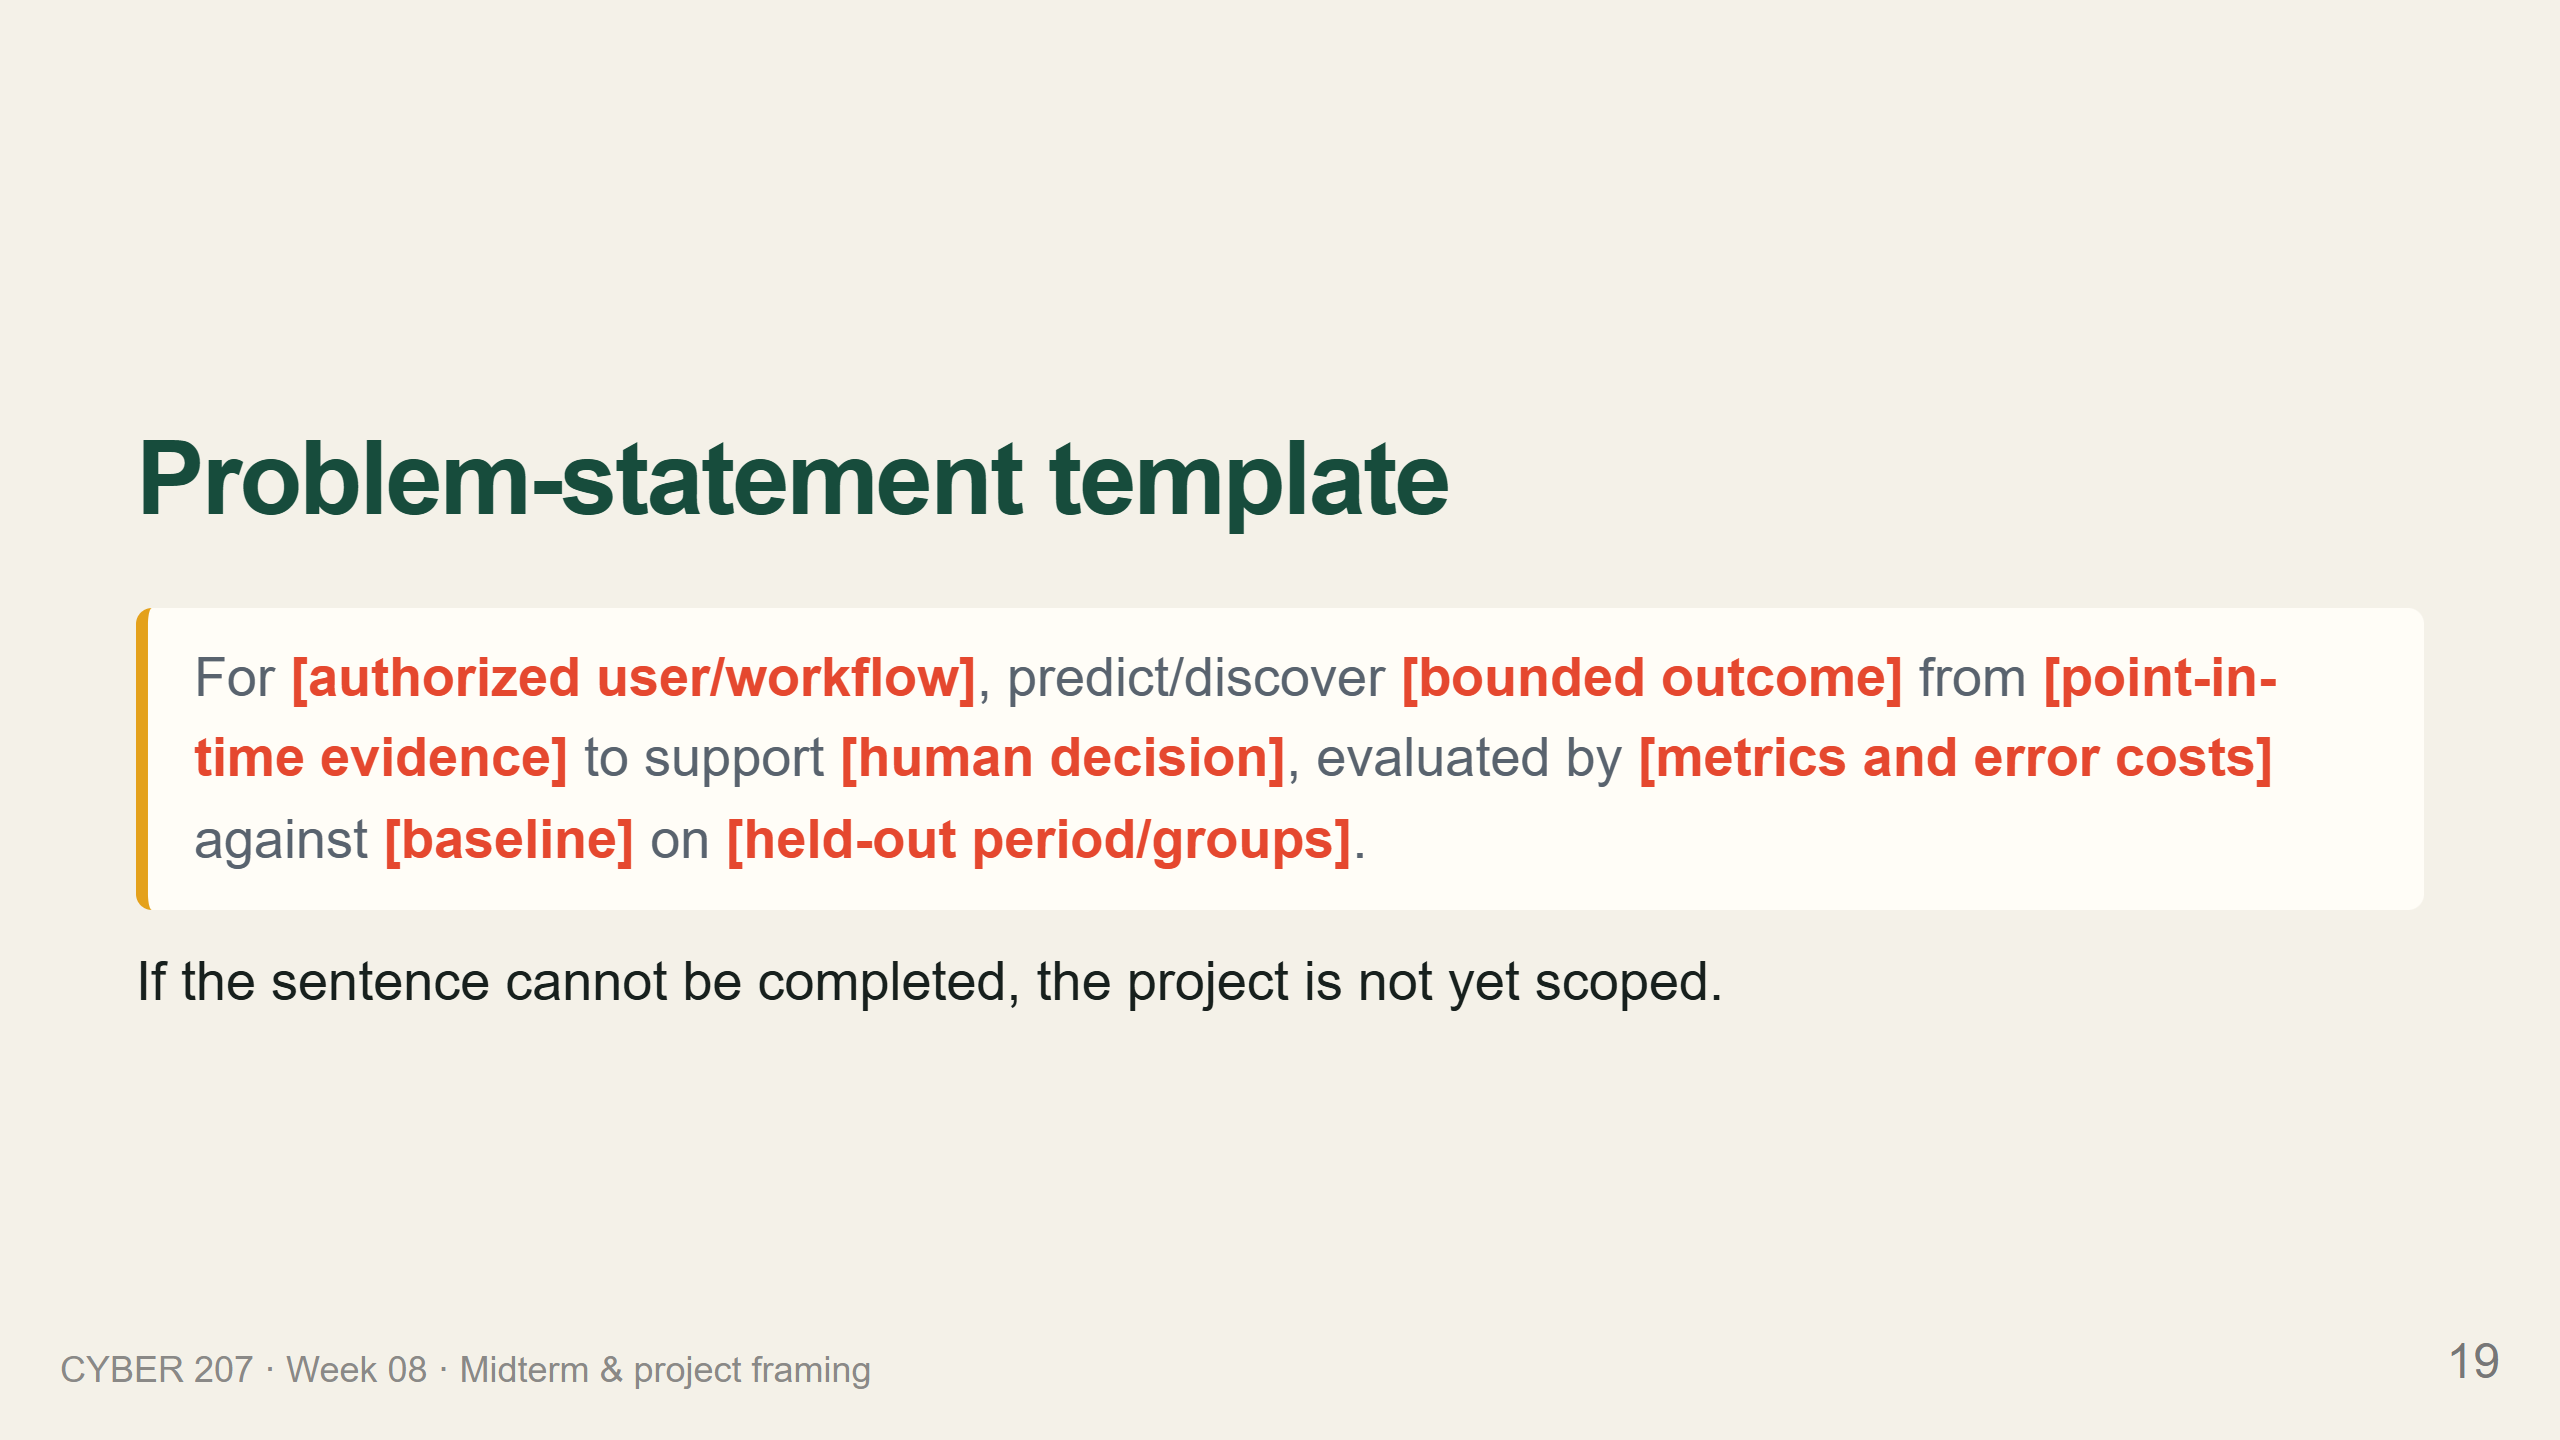 Problem-statement template
For [authorized user/workflow], predict/discover [bounded outcome] from [point-in-
time evidence] to support [human decision], evaluated by [metrics and error costs]
against [baseline] on [held-out period/groups].
If the sentence cannot be completed, the project is not yet scoped.
CYBER 207 · Week 08 · Midterm & project framing
19